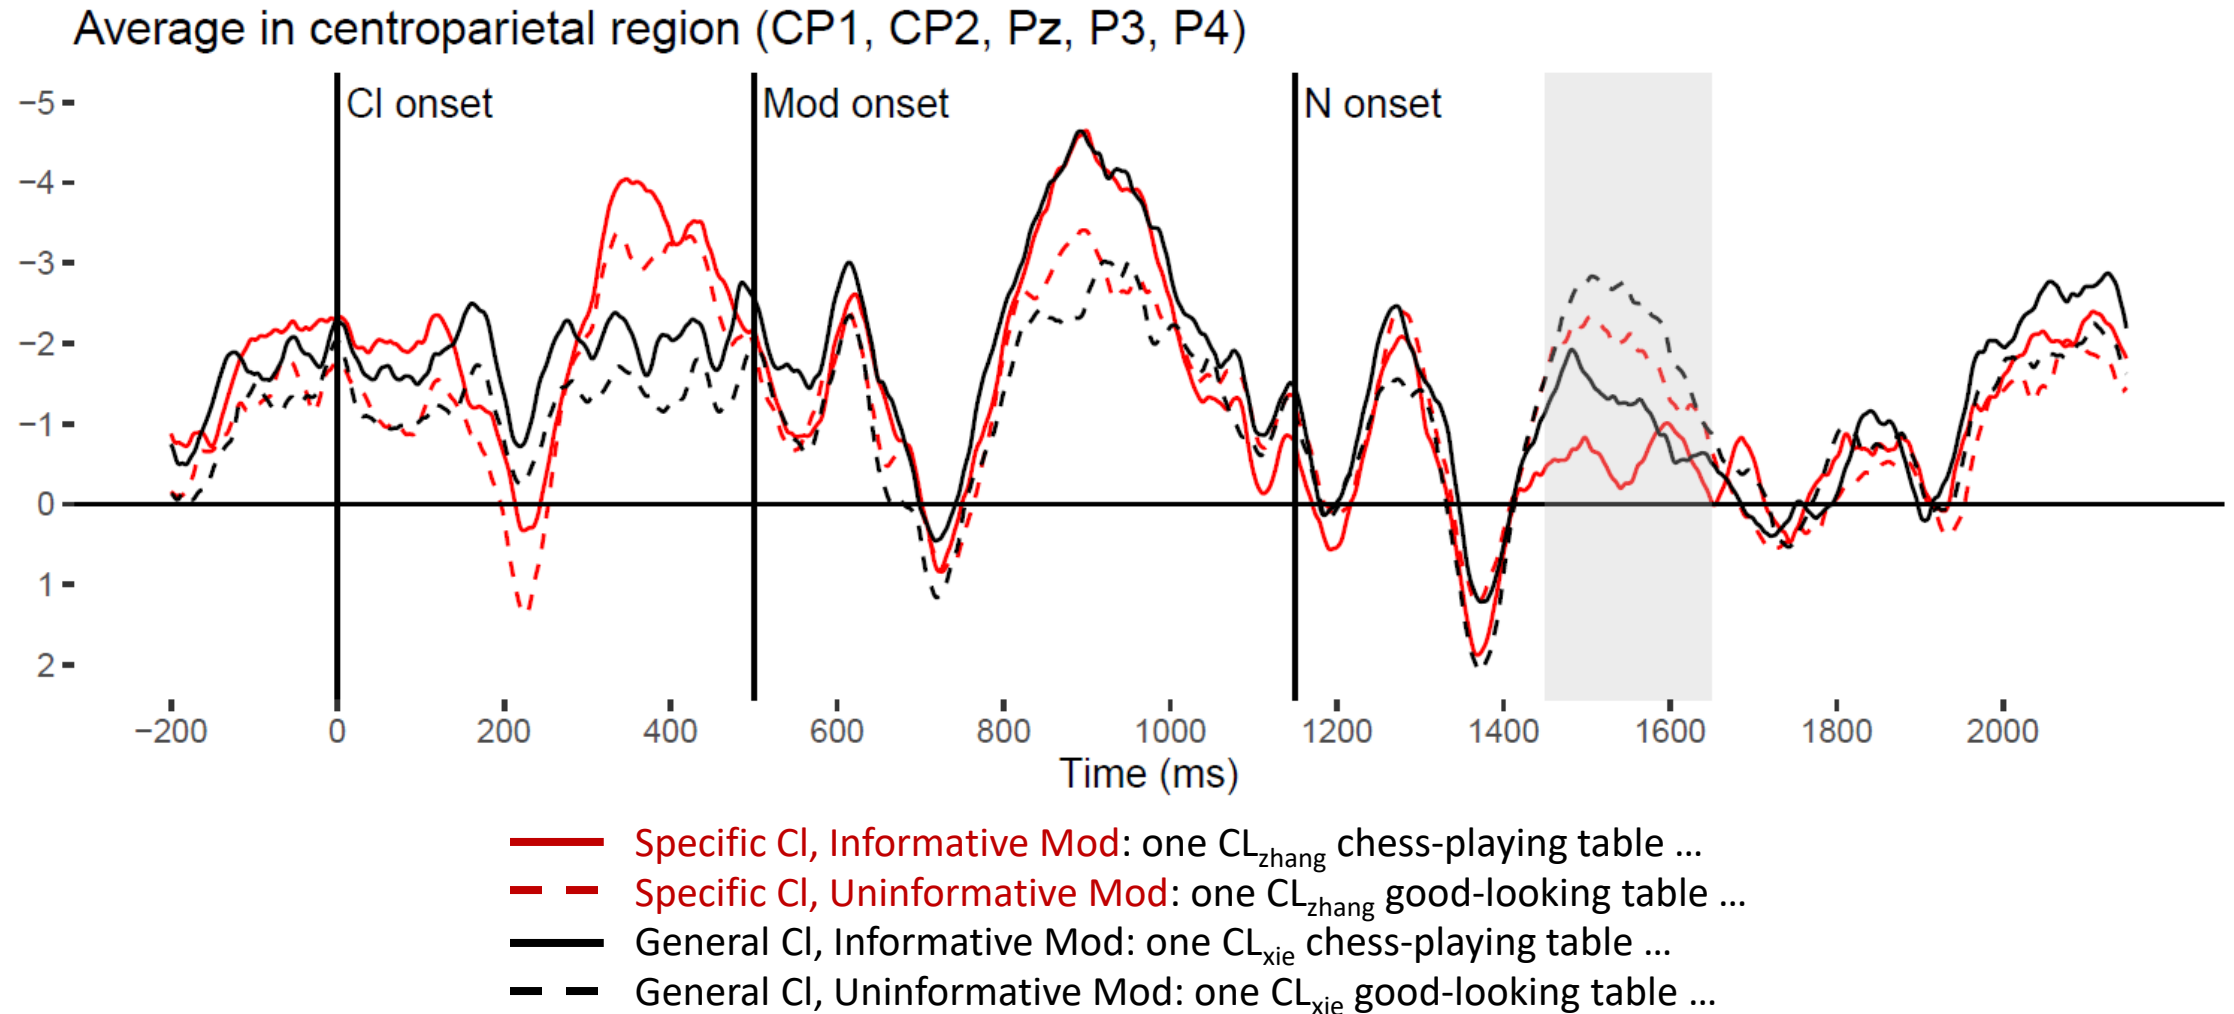 Average in centroparietal region (CP1, CP2, Pz, P3, P4)
Cl onset
Mod onset
N onset
−5
−4
−3
−2
−1
0
1
2
−200 0 200 400 600 800 1000 1200 1400 1600 1800 2000
Time (ms)
Specific Cl, Informative Mod: one CLzhang chess-playing table ...
Specific Cl, Uninformative Mod: one CLzhang good-looking table ...
General Cl, Informative Mod: one CLxie chess-playing table ...
General Cl, Uninformative Mod: one CLxie good-looking table ...